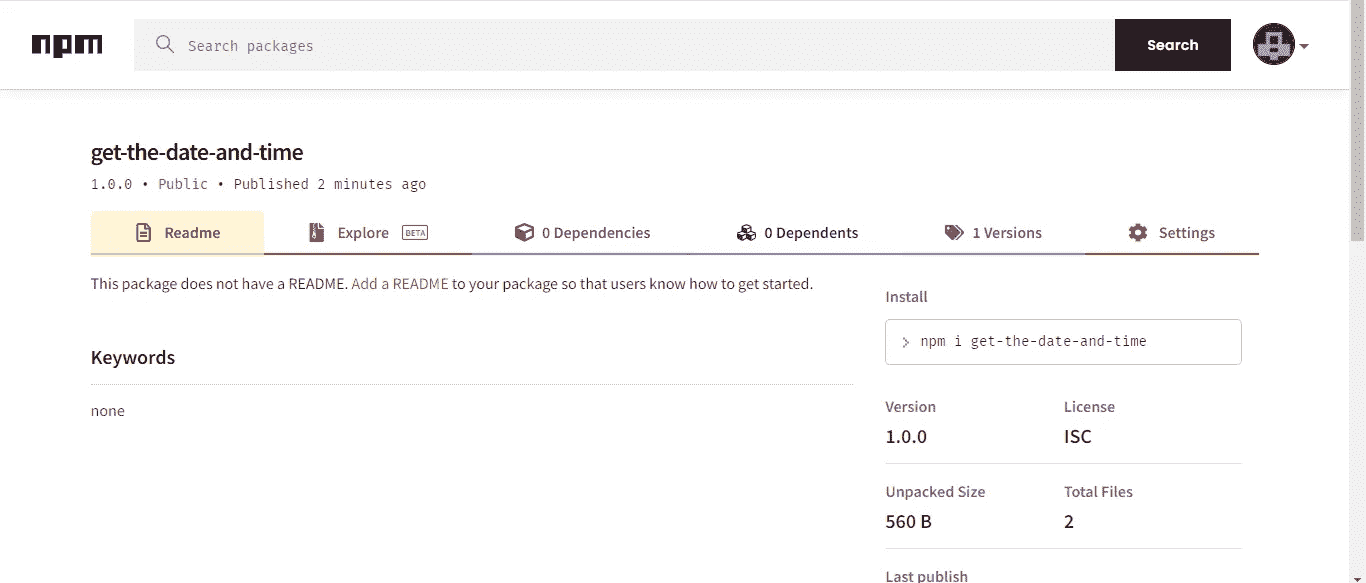 npm
Search packages
Search
get-the-date-and-time
1.0.0 • Public • Published 2 minutes ago
Readme
Explore BETA
0 Dependencies
0 Dependents
1 Versions
Settings
This package does not have a README. Add a README to your package so that users know how to get started.
Keywords
none
Install
> npm i get-the-date-and-time
Version License
1.0.0 ISC
Unpacked Size Total Files
560 B 2
Last publish